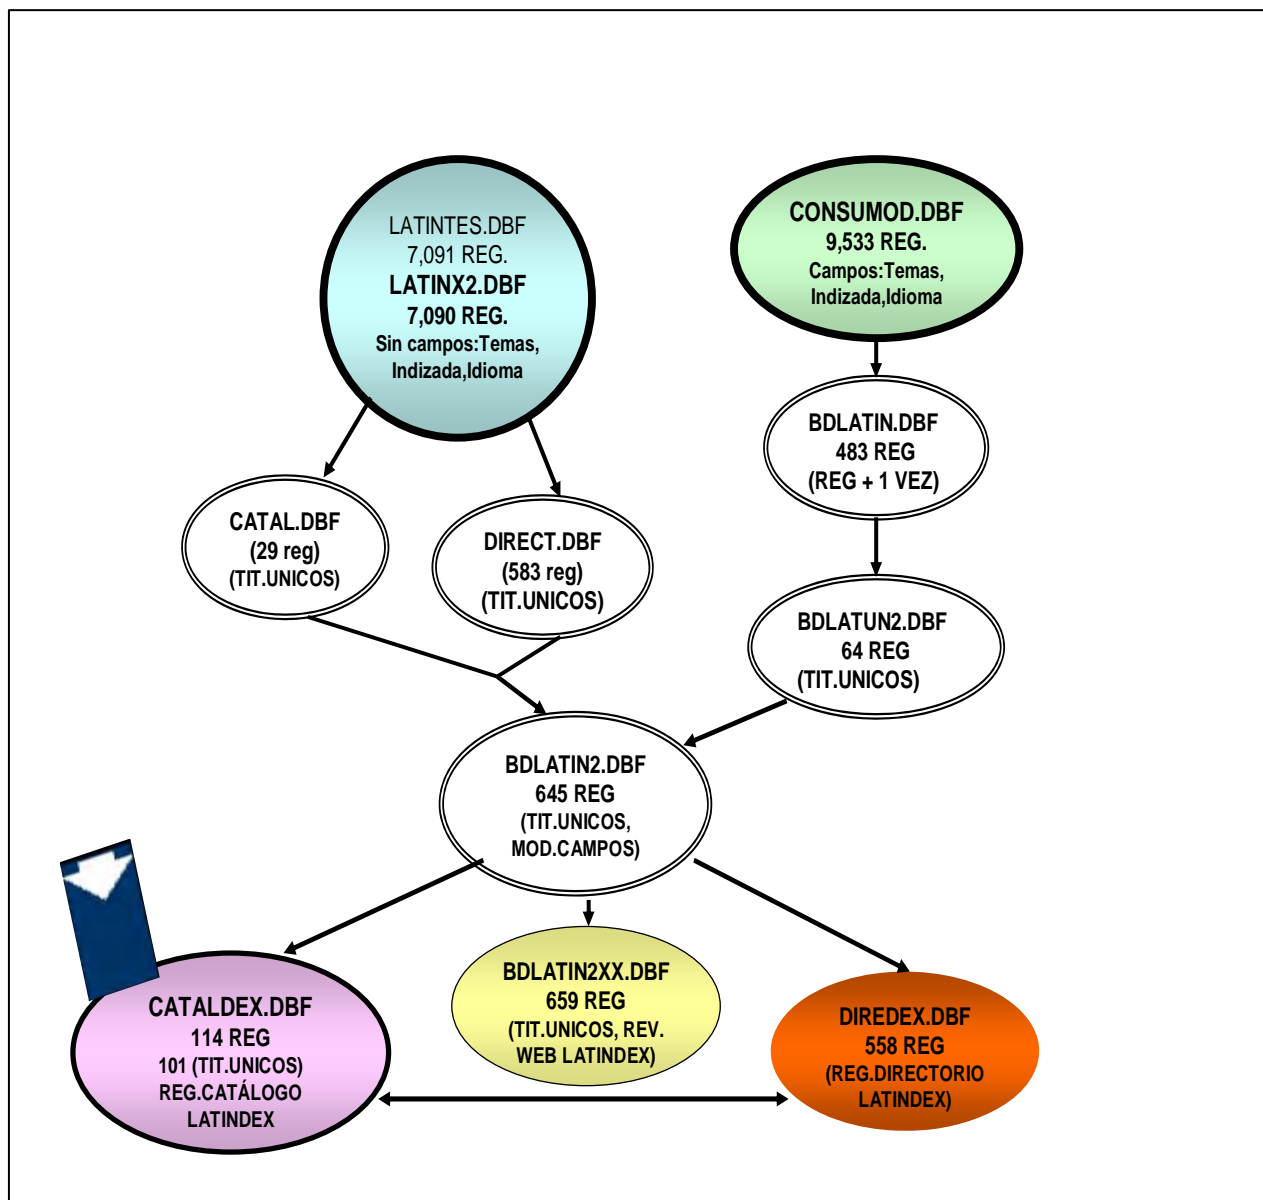 LATINTES.DBF
7,091 REG.
LATINX2.DBF
7,090 REG.
Sin campos:Temas,
Indizada,Idioma
CONSUMOD.DBF
9,533 REG.
Campos:Temas,
Indizada,Idioma
BDLATIN.DBF
483 REG
(REG + 1 VEZ)
CATAL.DBF
(29 reg)
(TIT.UNICOS)
DIRECT.DBF
(583 reg)
(TIT.UNICOS)
BDLATUN2.DBF
64 REG
(TIT.UNICOS)
BDLATIN2.DBF
645 REG
(TIT.UNICOS,
MOD.CAMPOS)
CATALDEX.DBF
114 REG
101 (TIT.UNICOS)
REG.CATÁLOGO
LATINDEX
BDLATIN2XX.DBF
659 REG
(TIT.UNICOS, REV.
WEB LATINDEX)
DIREDEX.DBF
558 REG
(REG.DIRECTORIO
LATINDEX)